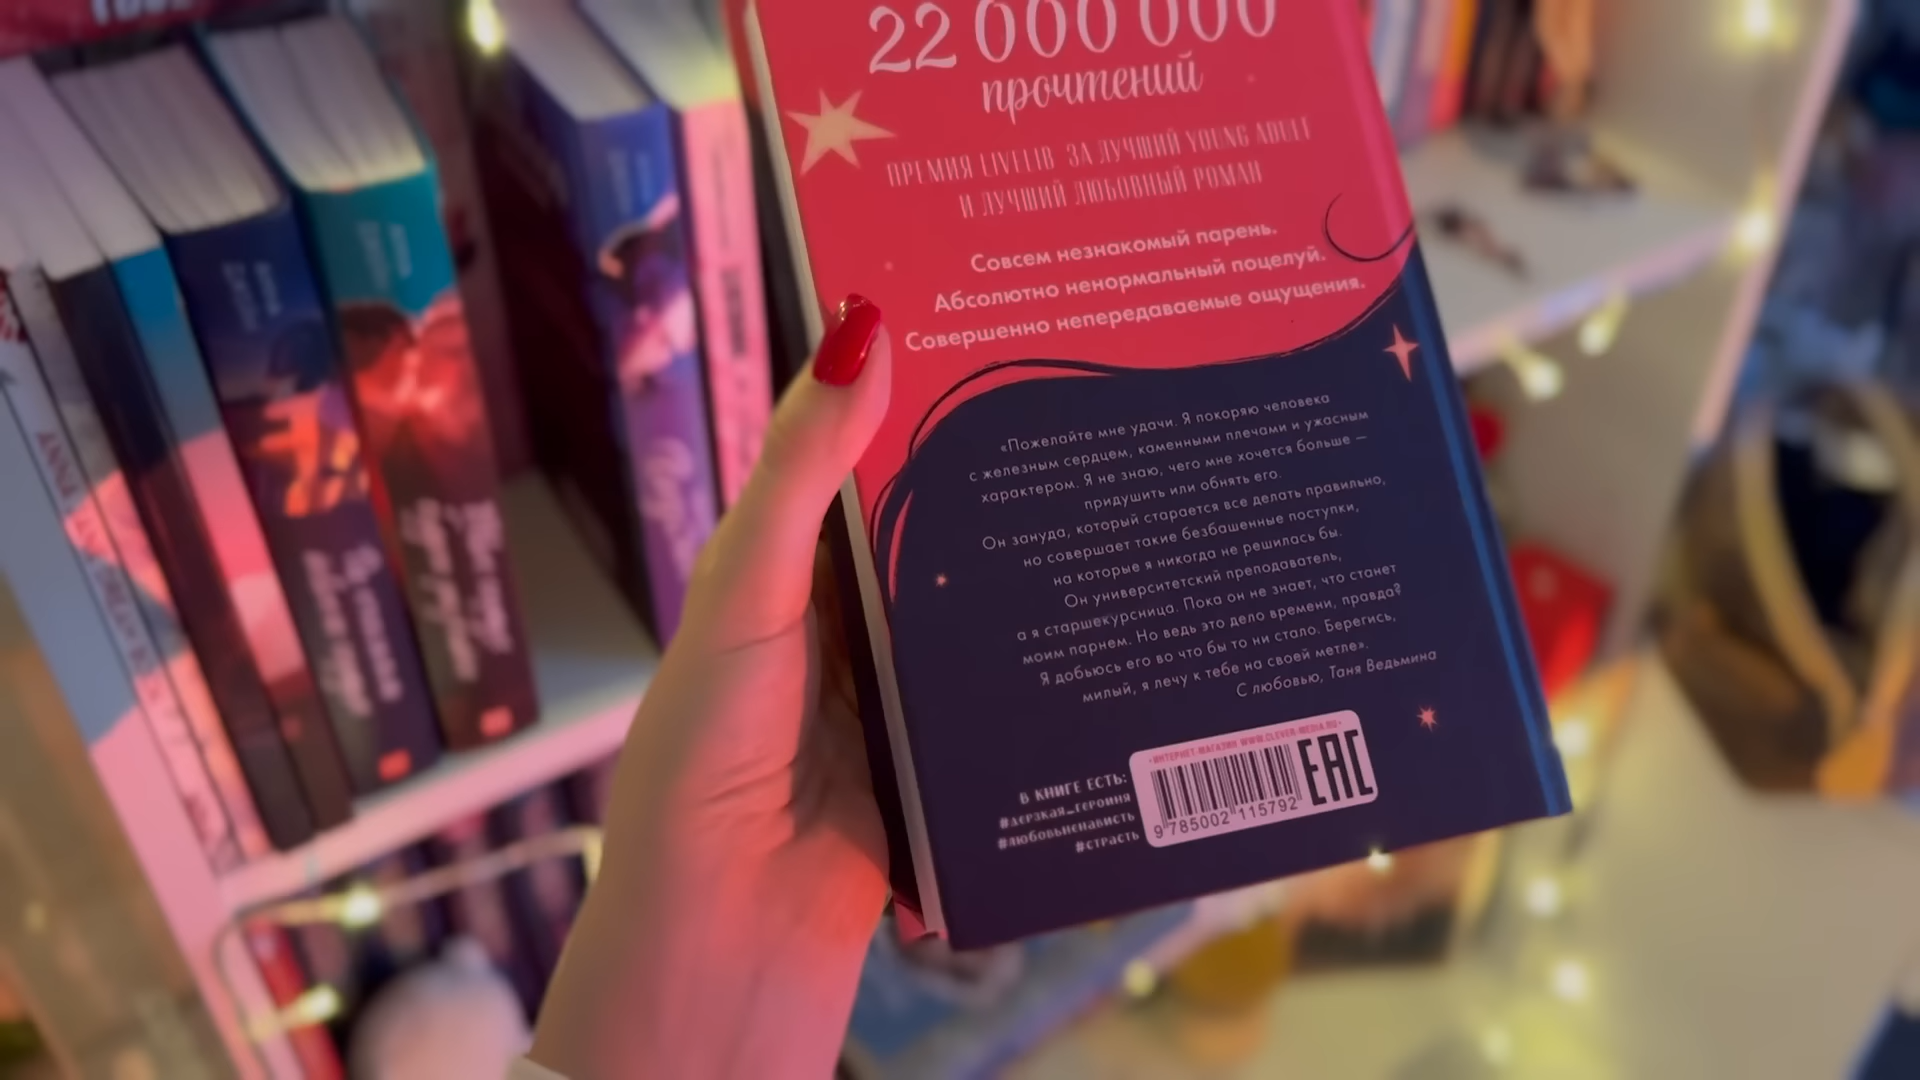 22 000 000
прочтений
ПРЕМИЯ LIVELIB ЗА ЛУЧШИЙ YOUNG ADULT
И ЛУЧШИЙ ЛЮБОВНЫЙ РОМАН
Совсем незнакомый парень.
Абсолютно ненормальный поцелуй.
Совершенно непередаваемые ощущения.
«Пожелайте мне удачи. Я покоряю человека
с железным сердцем, каменными плечами и ужасным
характером. Я не знаю, чего мне хочется больше —
придушить или обнять его.
Он зануда, который старается все делать правильно,
но совершает такие безбашенные поступки,
на которые я никогда не решилась бы.
Он университетский преподаватель,
а я старшекурсница. Пока он не знает, что станет
моим парнем. Но ведь это дело времени, правда?
Я добьюсь его во что бы то ни стало. Берегись,
милый, я лечу к тебе на своей метле».
С любовью, Таня Ведьмина
•ИНТЕРНЕТ-МАГАЗИН WWW.CLEVER-MEDIA.RU•
EAC
9 785002 115792
В КНИГЕ ЕСТЬ:
#дерзкая_героиня
#любовьненависть
#страсть